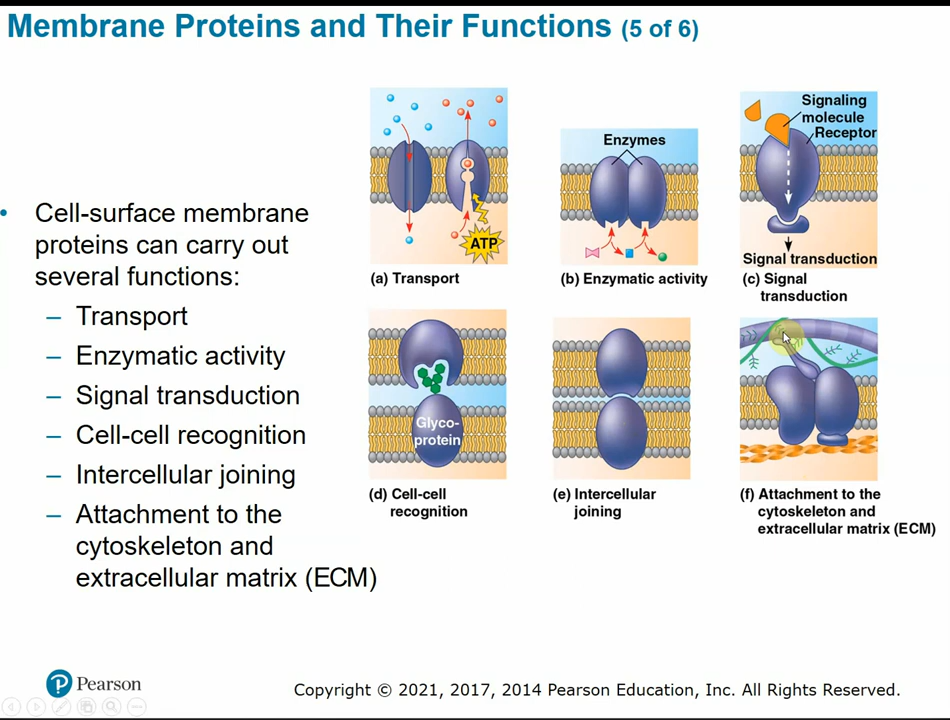 Membrane Proteins and Their Functions (5 of 6)
• Cell-surface membrane
proteins can carry out
several functions:
– Transport
– Enzymatic activity
– Signal transduction
– Cell-cell recognition
– Intercellular joining
– Attachment to the
cytoskeleton and
extracellular matrix (ECM)
ATP
(a) Transport
Enzymes
(b) Enzymatic activity
Signaling
molecule
Receptor
Signal transduction
(c) Signal
transduction
Glyco-
protein
(d) Cell-cell
recognition
(e) Intercellular
joining
(f) Attachment to the
cytoskeleton and
extracellular matrix (ECM)
P Pearson
Copyright © 2021, 2017, 2014 Pearson Education, Inc. All Rights Reserved.